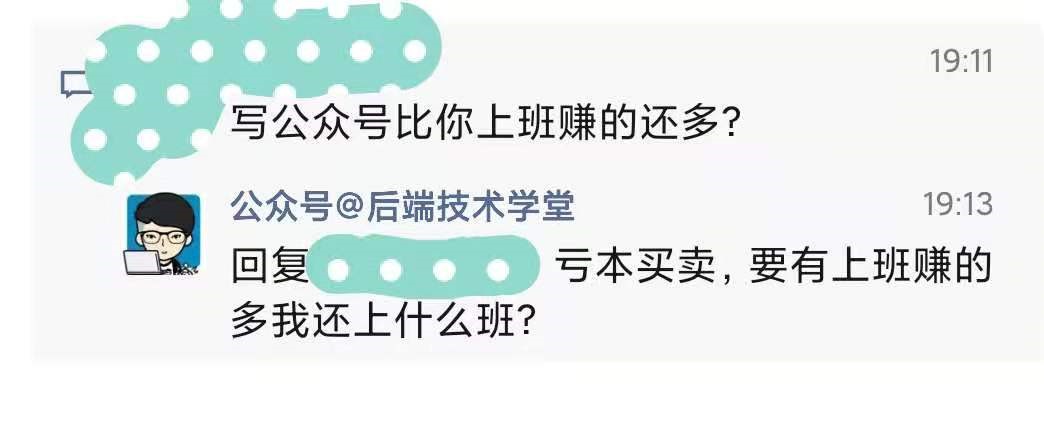 19:11
写公众号比你上班赚的还多?
公众号@后端技术学堂
19:13
回复 亏本买卖,要有上班赚的
多我还上什么班?